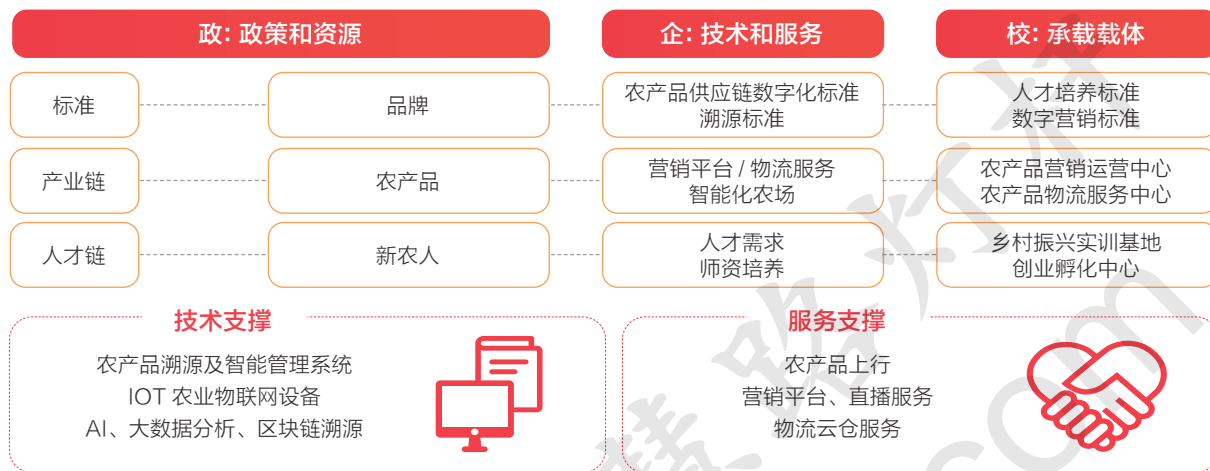 政: 政策和资源
企: 技术和服务
校: 承载载体
标准
品牌
农产品供应链数字化标准
溯源标准
人才培养标准
数字营销标准
产业链
农产品
营销平台 / 物流服务
智能化农场
农产品营销运营中心
农产品物流服务中心
人才链
新农人
人才需求
师资培养
乡村振兴实训基地
创业孵化中心
技术支撑
农产品溯源及智能管理系统
IOT 农业物联网设备
AI、大数据分析、区块链溯源
服务支撑
农产品上行
营销平台、直播服务
物流云仓服务
慧路灯杆
com